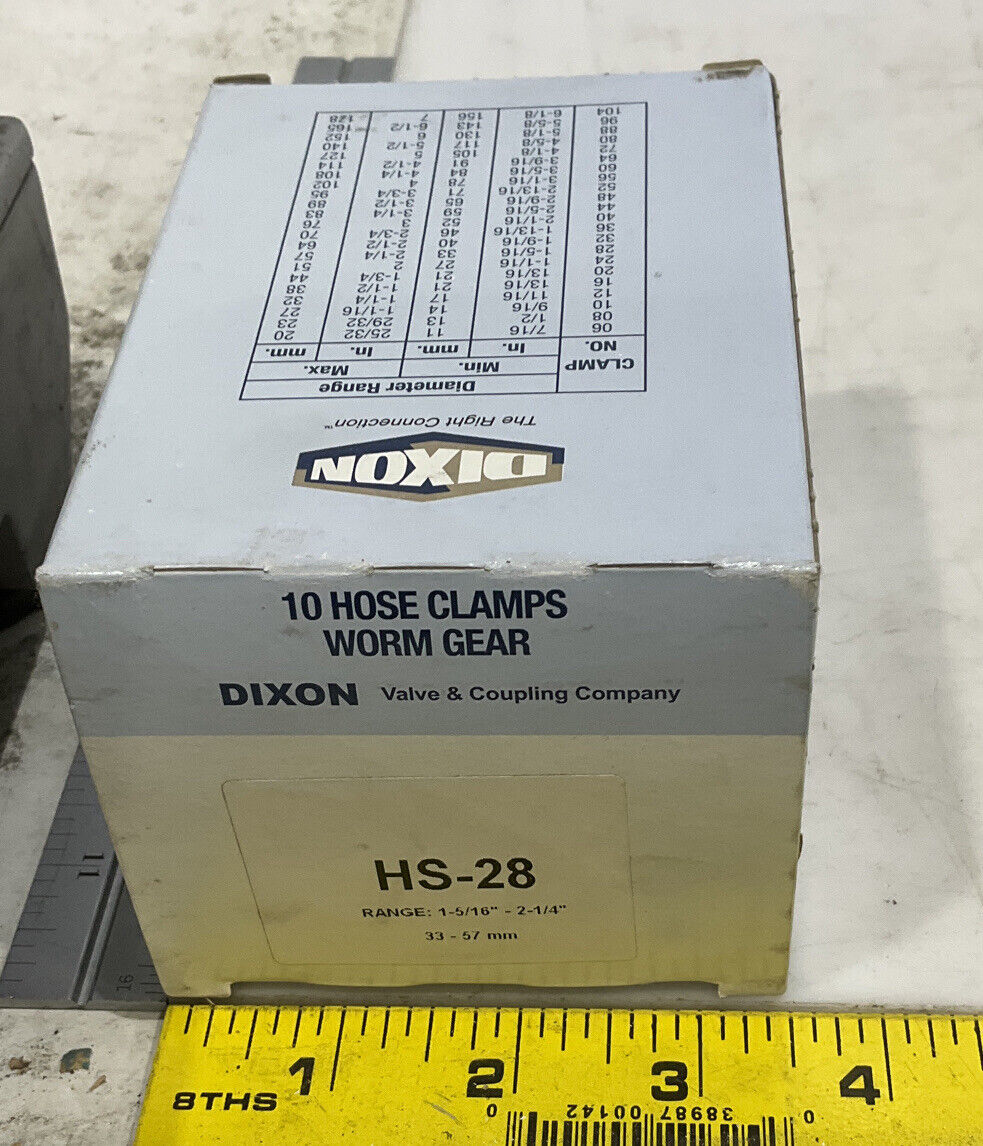 DIXON
The Right Connection™
CLAMP NO. Diameter Range
Min. Max.
In. mm. In. mm.
06 7/16 11 25/32 20
08 1/2 13 29/32 23
10 9/16 14 1-1/16 27
12 11/16 17 1-1/4 32
16 13/16 21 1-1/2 38
20 13/16 21 1-3/4 44
24 1-1/16 27 2 51
28 1-5/16 33 2-1/4 57
32 1-9/16 40 2-1/2 64
36 1-13/16 46 2-3/4 70
40 2-1/16 52 3 76
44 2-5/16 59 3-1/4 83
48 2-9/16 65 3-1/2 89
52 2-13/16 71 3-3/4 95
56 3-1/16 78 4 102
60 3-5/16 84 4-1/4 108
64 3-9/16 91 4-1/2 114
72 4-1/8 105 5 127
80 4-5/8 117 5-1/2 140
88 5-1/8 130 6 152
96 5-5/8 143 6-1/2 165
104 6-1/8 156 7 178
10 HOSE CLAMPS
WORM GEAR
DIXON Valve & Coupling Company
HS-28
RANGE: 1-5/16" - 2-1/4"
33 - 57 mm
11
16
1 2 3 4
8THS
0 38987 00142 0